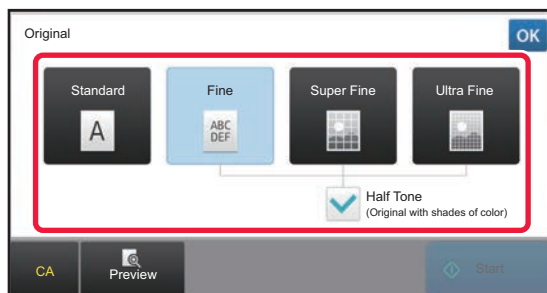 Original
OK
Standard
Fine
Super Fine
Ultra Fine
A
ABC
DEF
Half Tone
(Original with shades of color)
CA
Preview
Start